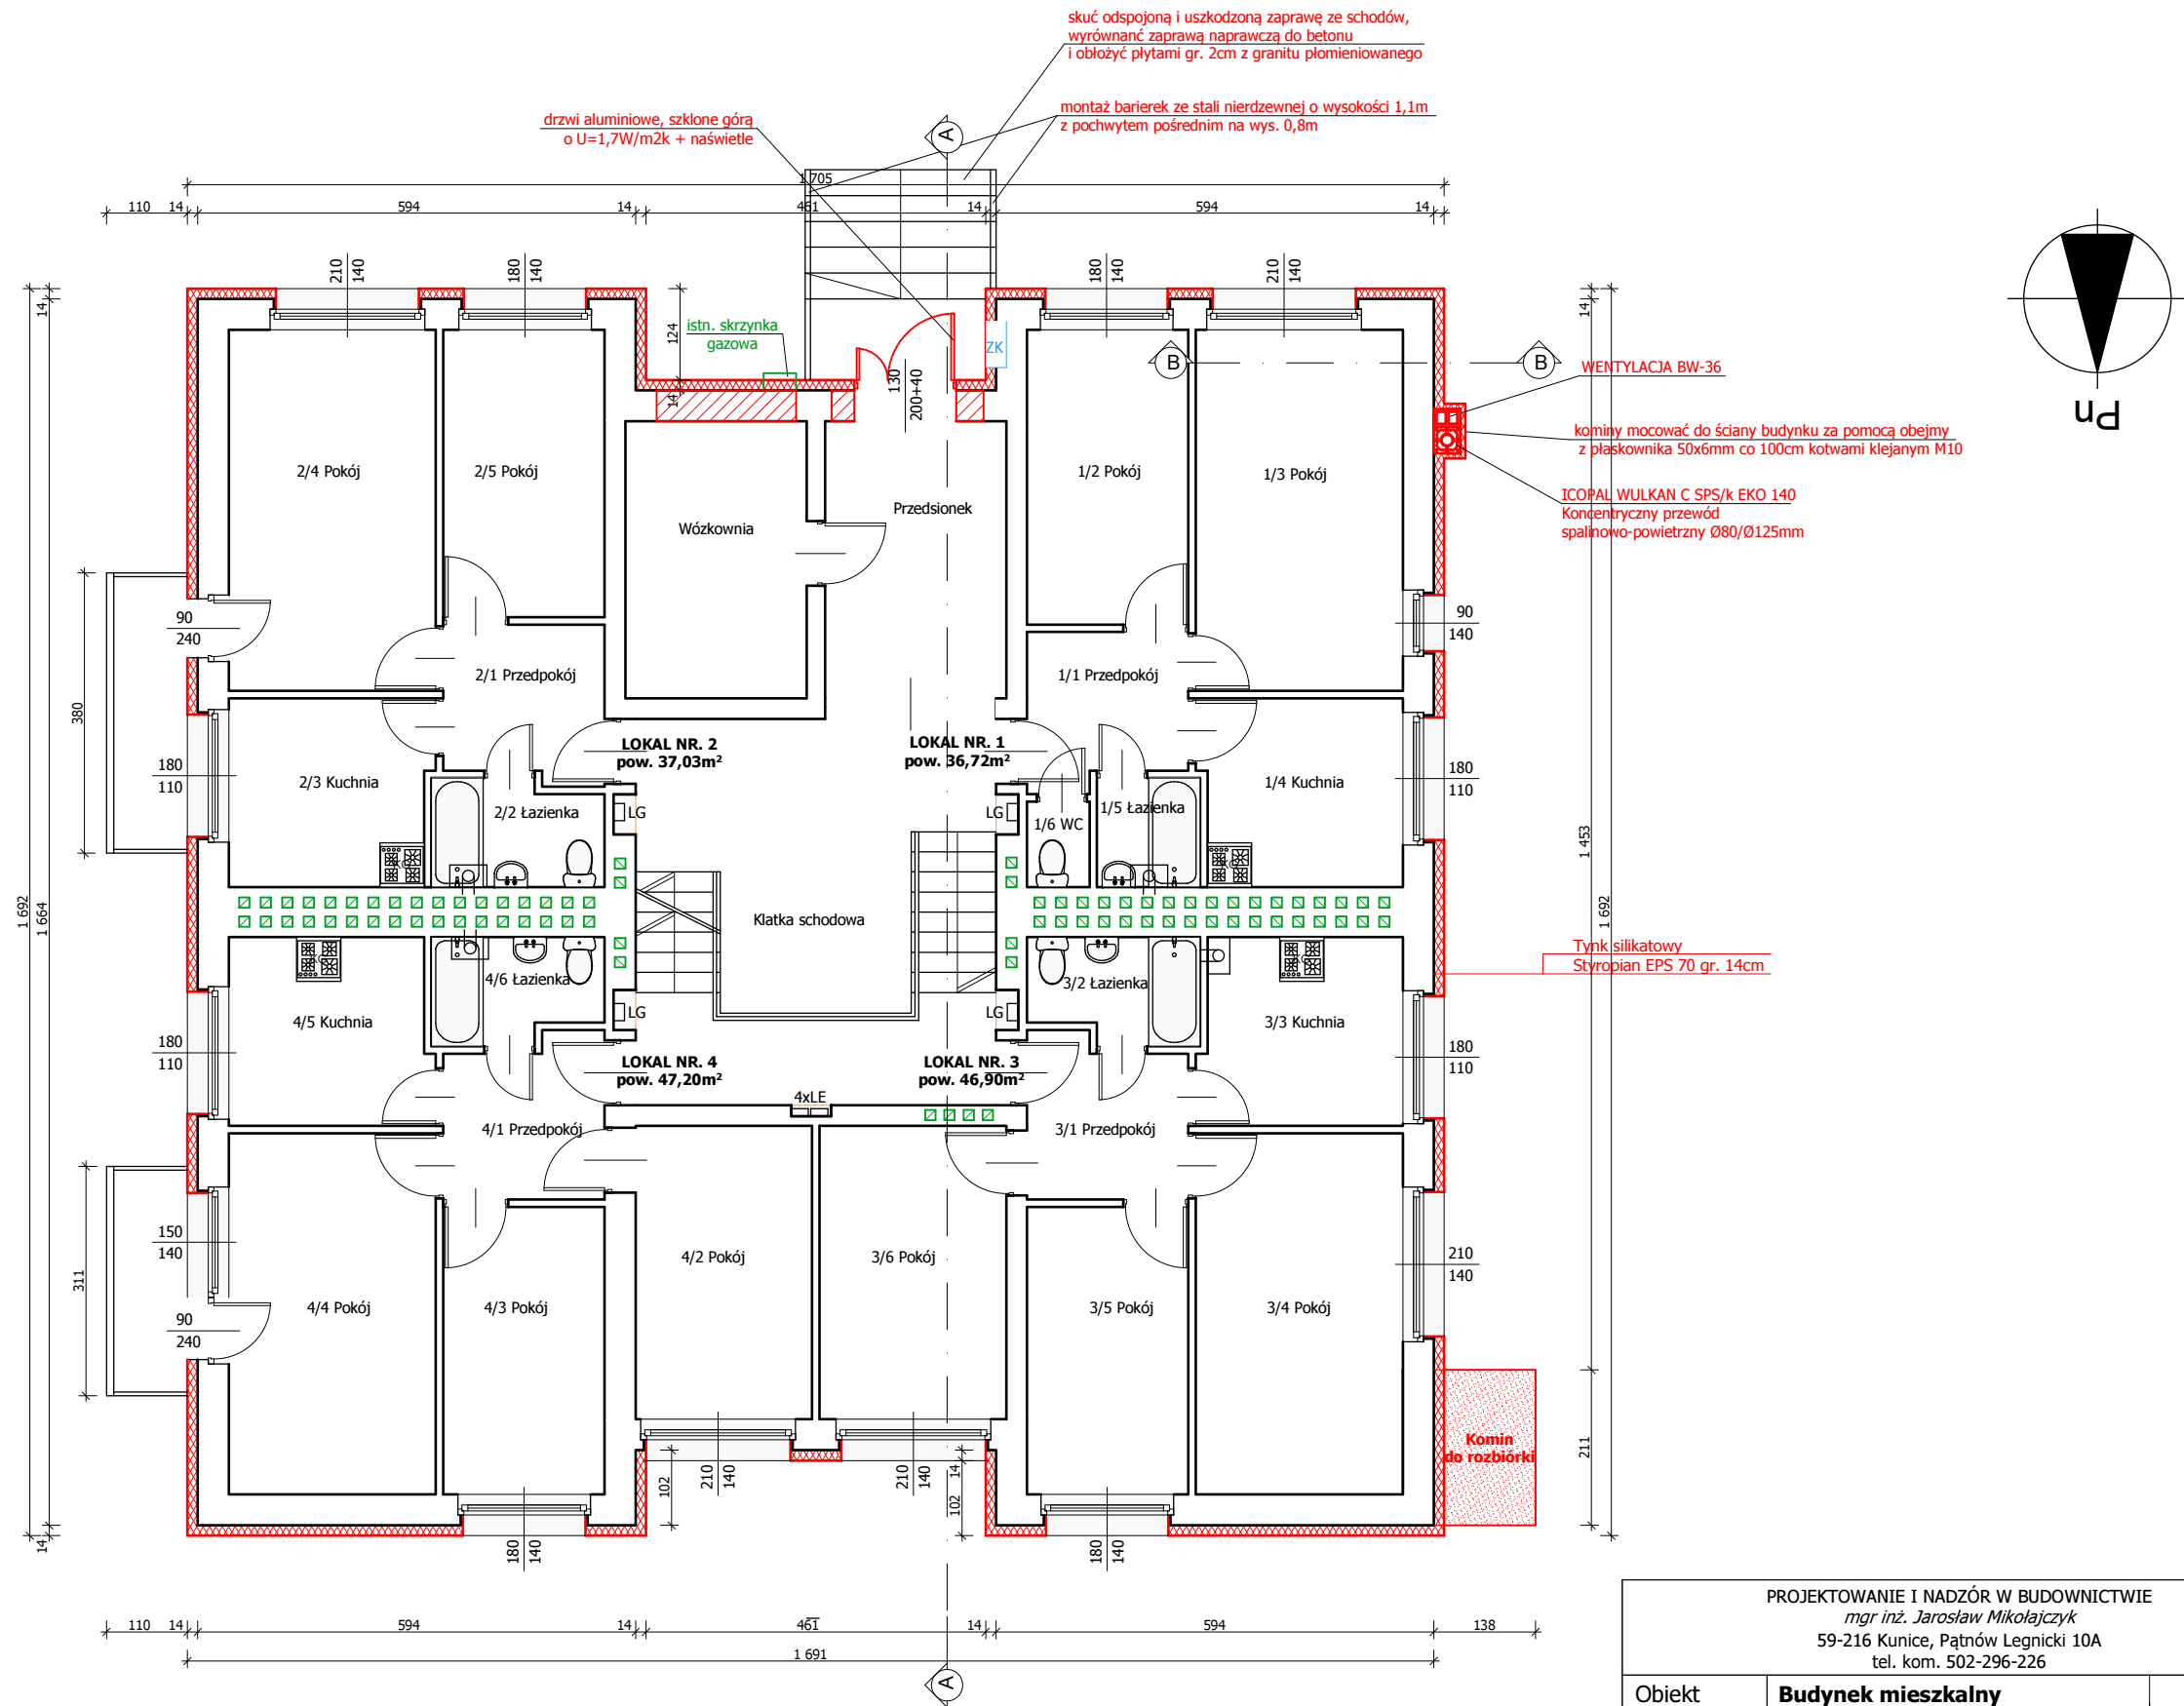 skuć odspojoną i uszkodzoną zaprawę ze schodów,
wyrównanć zaprawą naprawczą do betonu
i obłożyć płytami gr. 2cm z granitu płomieniowanego
montaż barierek ze stali nierdzewnej o wysokości 1,1m
z pochwytem pośrednim na wys. 0,8m
drzwi aluminiowe, szklone górą
o U=1,7W/m2k + naświetle
A
1 705
110 14 594 14 461 14 594 14
210
140
180
140
180
140
210
140
14
124
14
istn. skrzynka
gazowa
130
200+40
ZK
14
B
B
Pn
WENTYLACJA BW-36
kominy mocować do ściany budynku za pomocą obejmy
z płaskownika 50x6mm co 100cm kotwami klejanym M10
ICOPAL WULKAN C SPS/k EKO 140
Koncentryczny przewód
spalinowo-powietrzny Ø80/Ø125mm
2/4 Pokój
2/5 Pokój
Wózkownia
Przedsionek
1/2 Pokój
1/3 Pokój
90
240
90
140
380
2/1 Przedpokój
1/1 Przedpokój
LOKAL NR. 2
pow. 37,03m²
LOKAL NR. 1
pow. 36,72m²
180
110
2/3 Kuchnia
2/2 Łazienka
LG
LG
1/6 WC
1/5 Łazienka
1/4 Kuchnia
180
110
KG
KG
1 453
1 692
1 664
1 692
Klatka schodowa
Tynk silikatowy
Styropian EPS 70 gr. 14cm
KG
KG
4/6 Łazienka
3/2 Łazienka
LG
LG
4/5 Kuchnia
3/3 Kuchnia
180
110
180
110
LOKAL NR. 4
pow. 47,20m²
LOKAL NR. 3
pow. 46,90m²
4xLE
4/1 Przedpokój
3/1 Przedpokój
311
150
140
90
240
4/4 Pokój
4/3 Pokój
4/2 Pokój
3/6 Pokój
3/5 Pokój
3/4 Pokój
210
140
Komin
do rozbiórki
211
102
210
140
210
140
14
102
14
180
140
180
140
110 14 594 14 461 14 594 138
1 691
A
PROJEKTOWANIE I NADZÓR W BUDOWNICTWIE
mgr inż. Jarosław Mikołajczyk
59-216 Kunice, Pątnów Legnicki 10A
tel. kom. 502-296-226
Obiekt Budynek mieszkalny